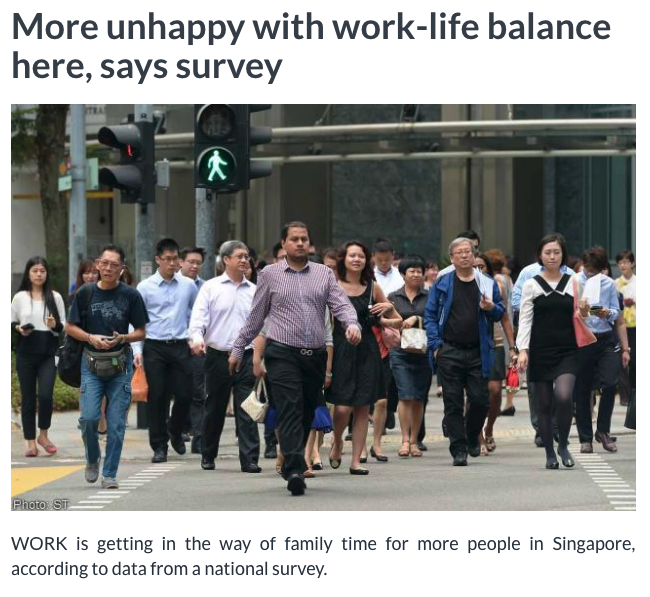 More unhappy with work-life balance
here, says survey
Photo: ST
WORK is getting in the way of family time for more people in Singapore,
according to data from a national survey.